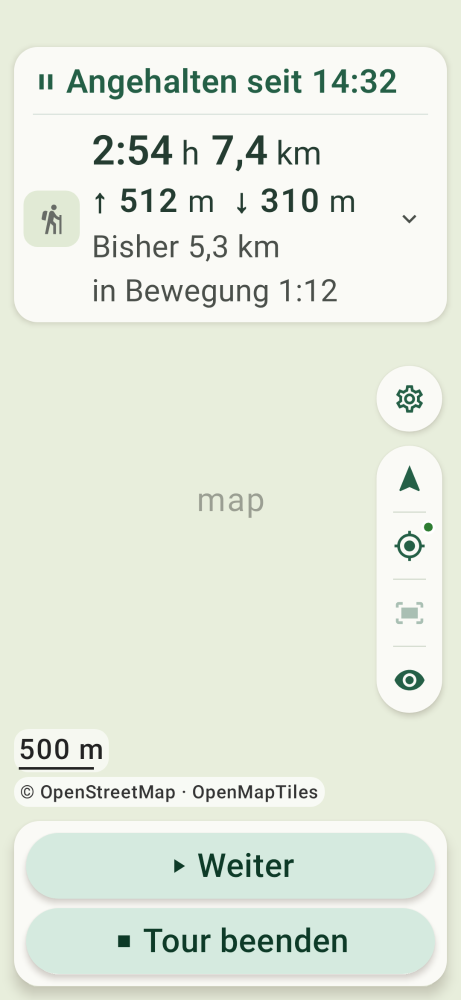 Angehalten seit 14:32
2:54 h 7,4 km
↑ 512 m ↓ 310 m
Bisher 5,3 km
in Bewegung 1:12
map
500 m
© OpenStreetMap · OpenMapTiles
Weiter
Tour beenden